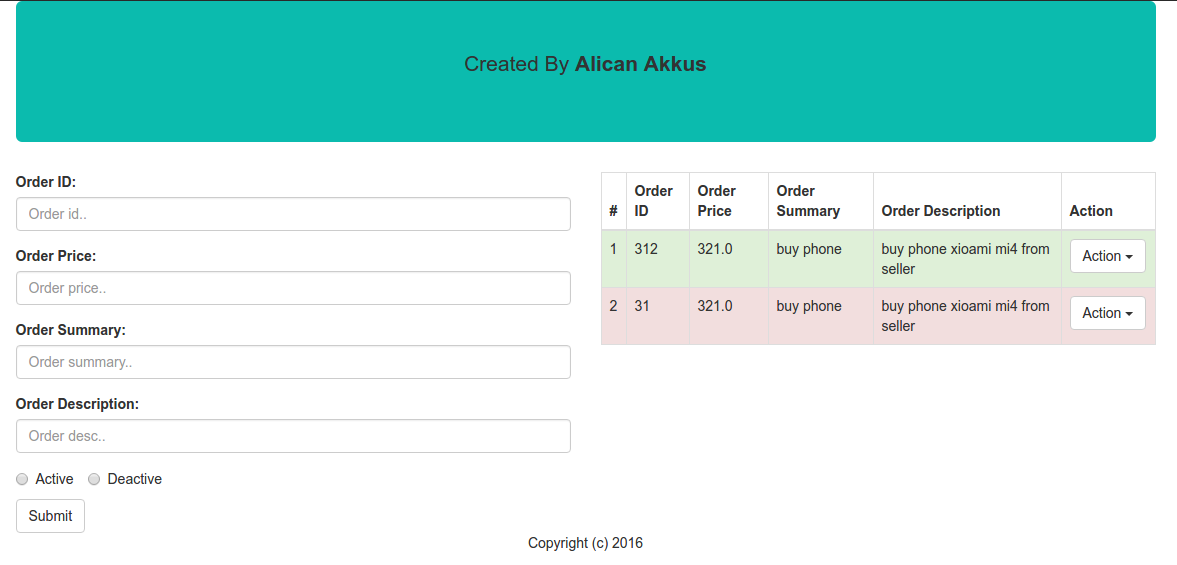 Created By Alican Akkus
Order ID:
Order id..
Order Price:
Order price..
Order Summary:
Order summary..
Order Description:
Order desc..
Active Deactive
Submit
# Order ID Order Price Order Summary Order Description Action
1 312 321.0 buy phone buy phone xioami mi4 from seller Action
2 31 321.0 buy phone buy phone xioami mi4 from seller Action
Copyright (c) 2016